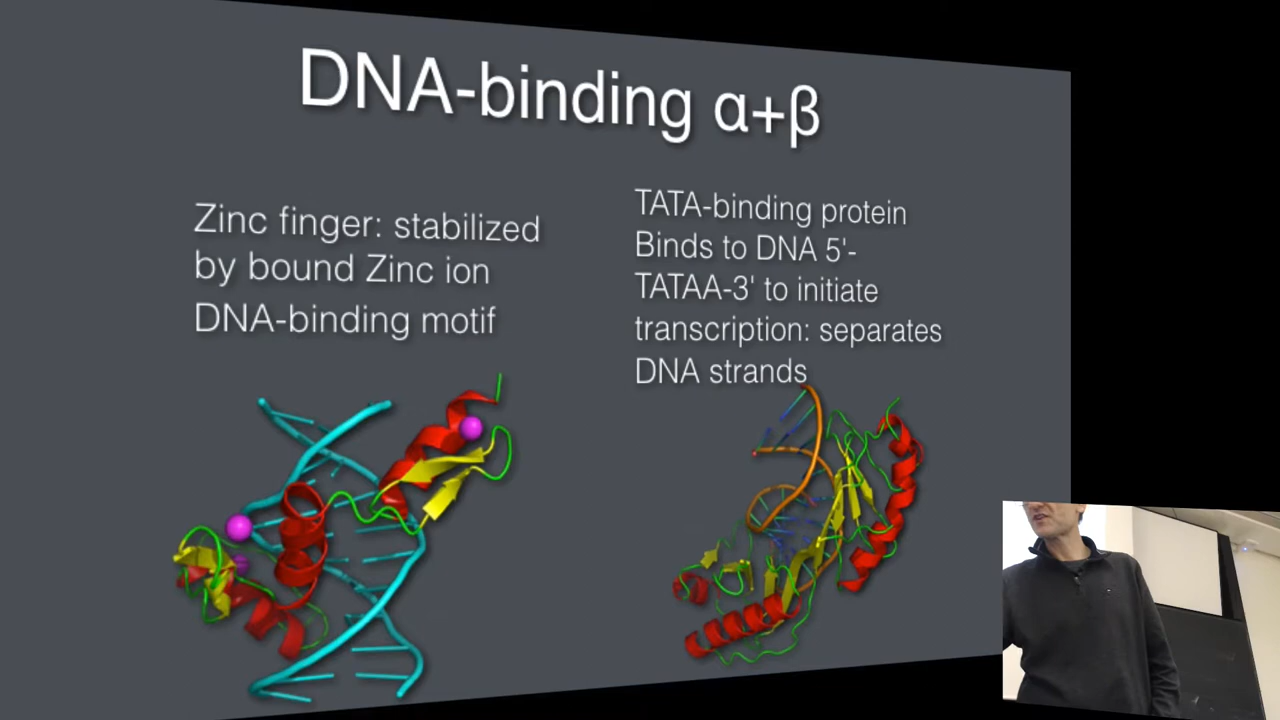 DNA-binding α+β
Zinc finger: stabilized
by bound Zinc ion
DNA-binding motif
TATA-binding protein
Binds to DNA 5'-
TATAA-3' to initiate
transcription: separates
DNA strands